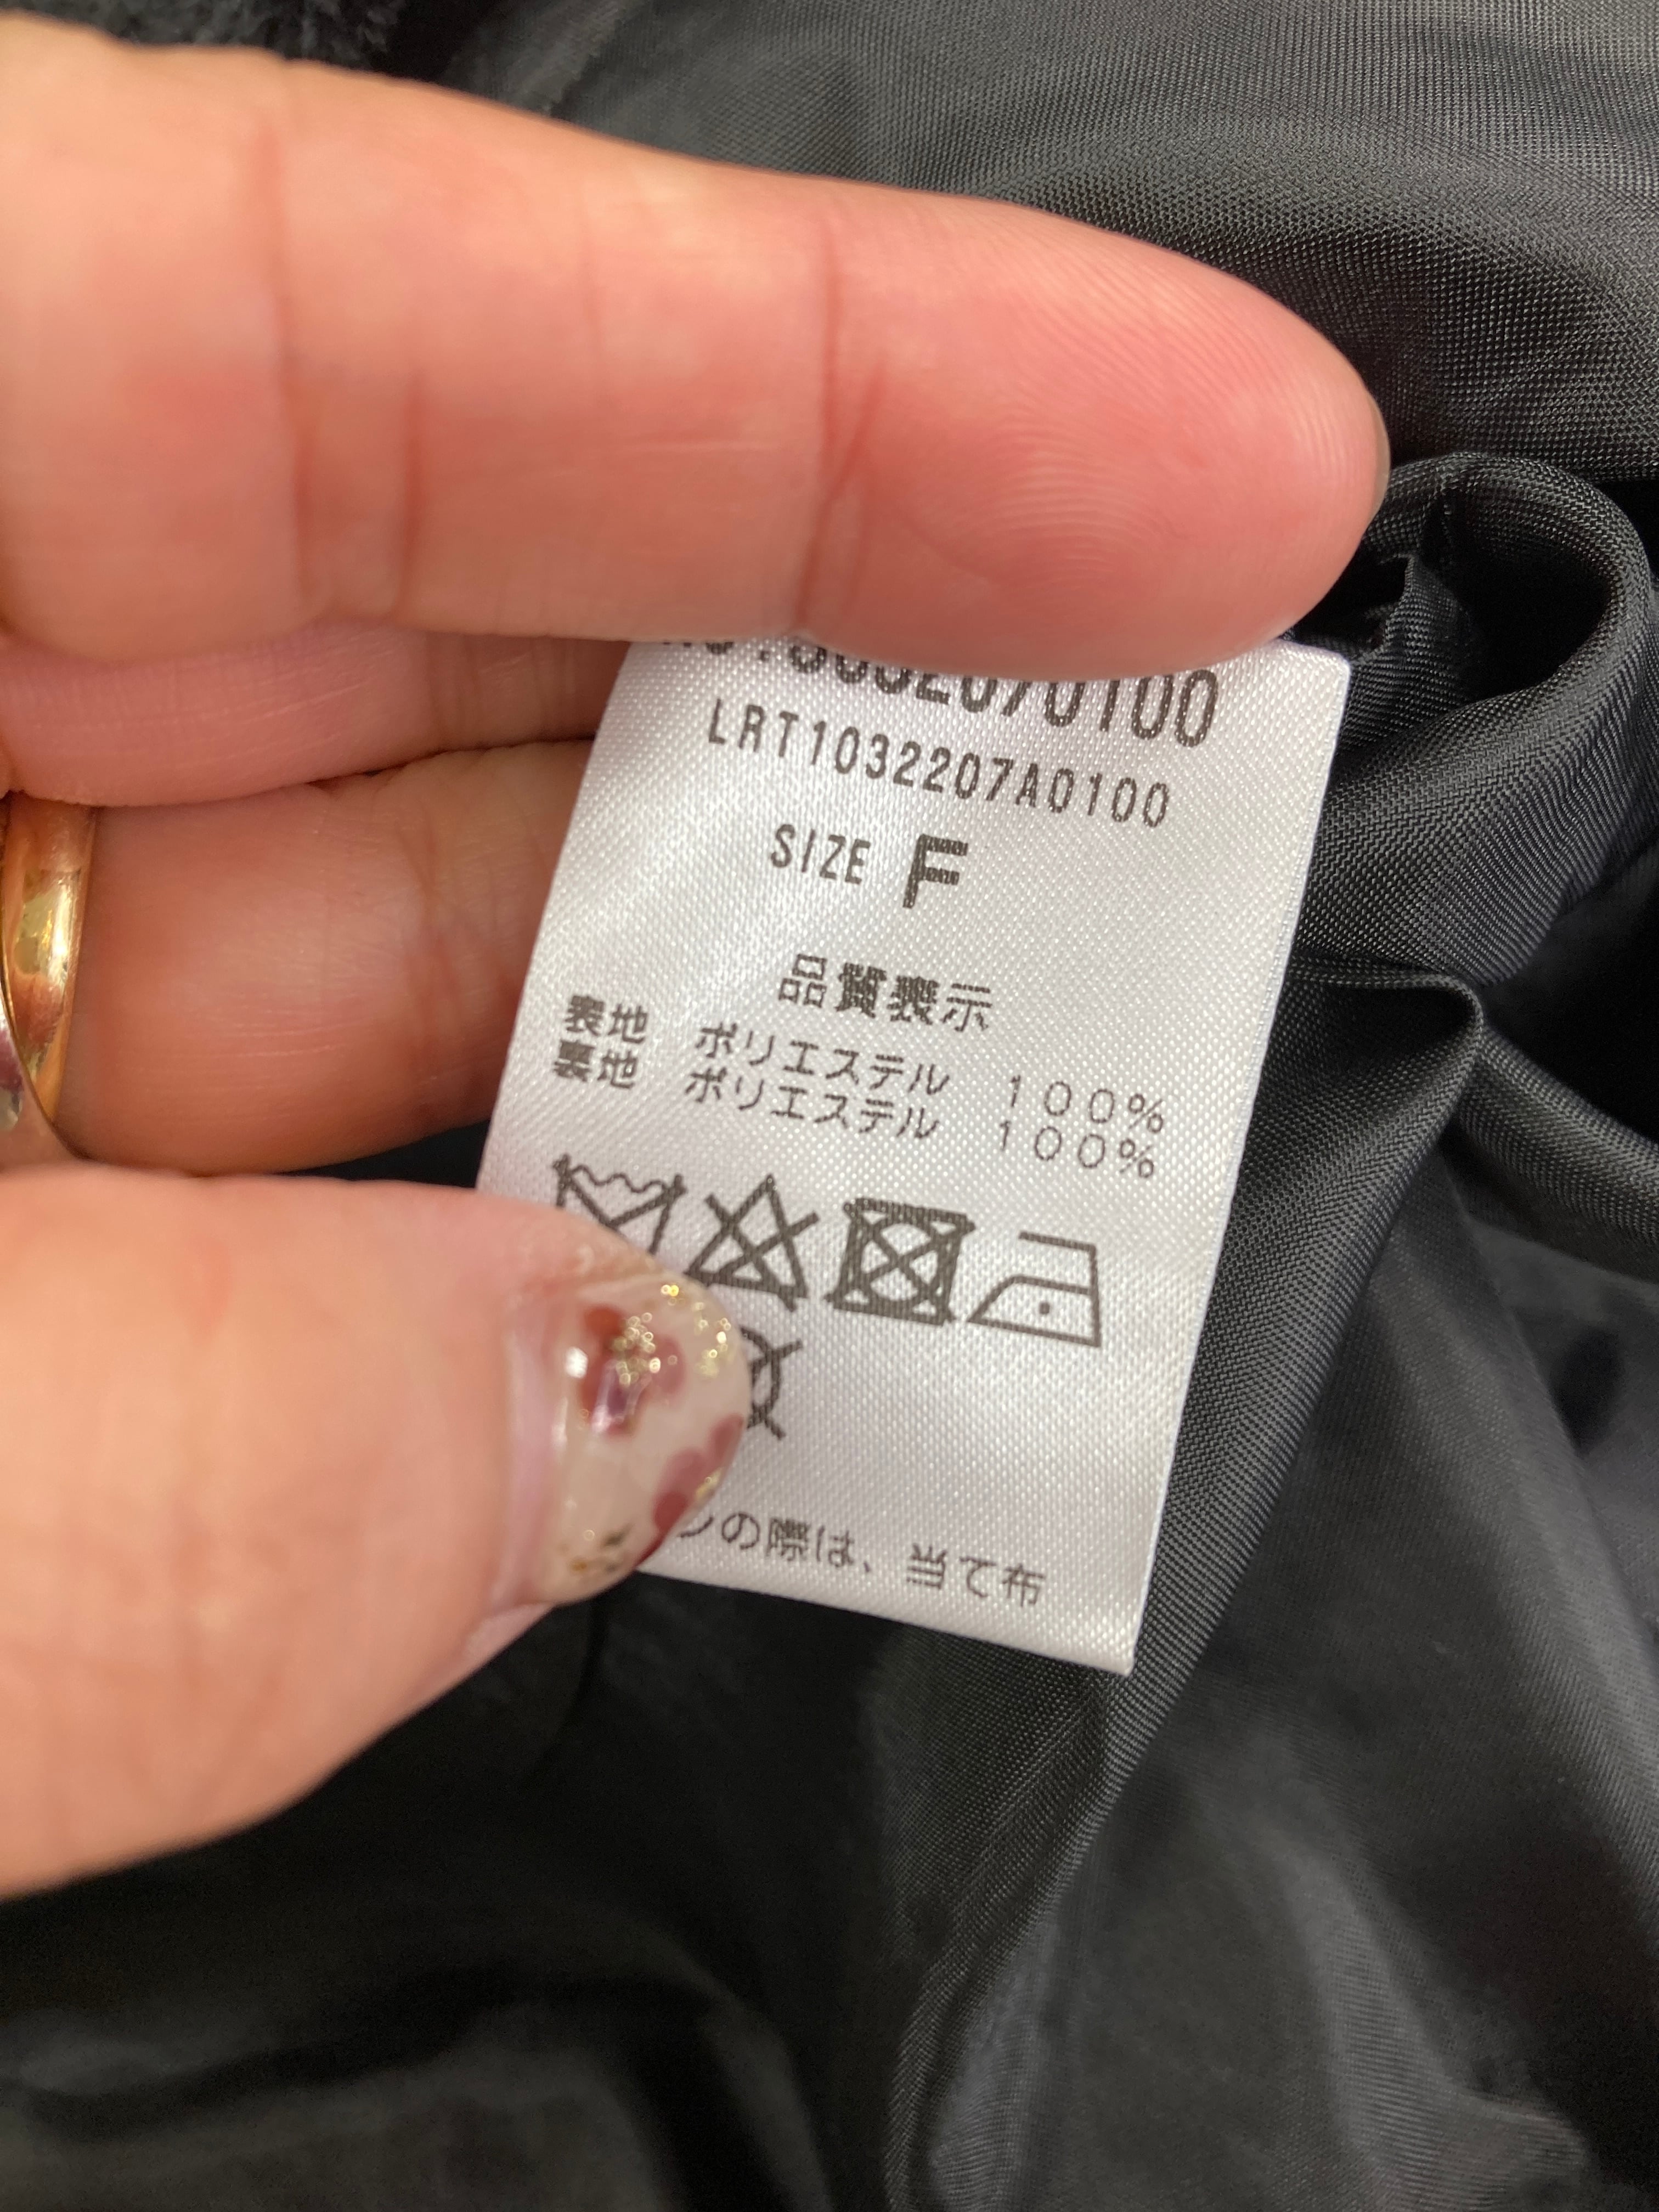 LRT1032207A0100
SIZE F
品質表示
表地 ポリエステル 100%
裏地 ポリエステル 100%
の際は、当て布